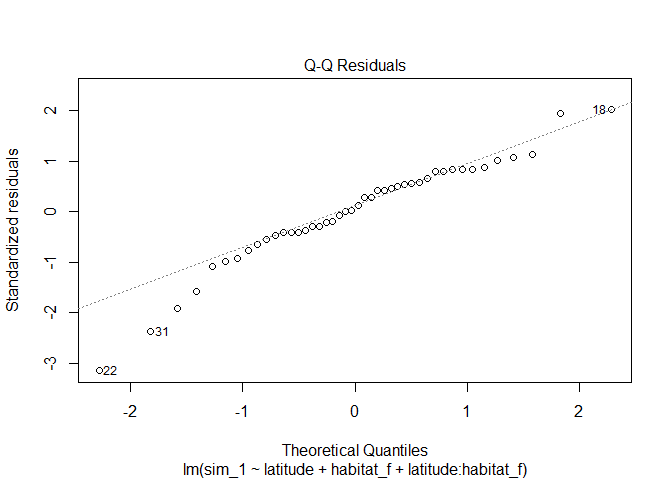 Q-Q Residuals
Standardized residuals
2
1
0
-1
-2
-3
18
31
22
-2 -1 0 1 2
Theoretical Quantiles
lm(sim_1 ~ latitude + habitat_f + latitude:habitat_f)